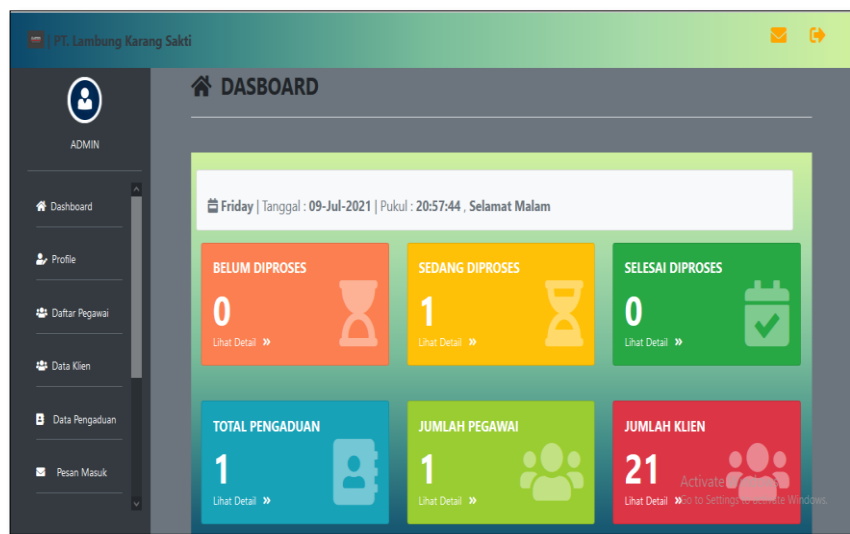 | PT. Lambung Karang Sakti
ADMIN
Dashboard
Profile
Daftar Pegawai
Data Klien
Data Pengaduan
Pesan Masuk
DASBOARD
Friday | Tanggal : 09-Jul-2021 | Pukul : 20:57:44 , Selamat Malam
BELUM DIPROSES
0
Lihat Detail »
SEDANG DIPROSES
1
Lihat Detail »
SELESAI DIPROSES
0
Lihat Detail »
TOTAL PENGADUAN
1
Lihat Detail »
JUMLAH PEGAWAI
1
Lihat Detail »
JUMLAH KLIEN
21
Lihat Detail »
Activate Windows
Go to Settings to activate Windows.